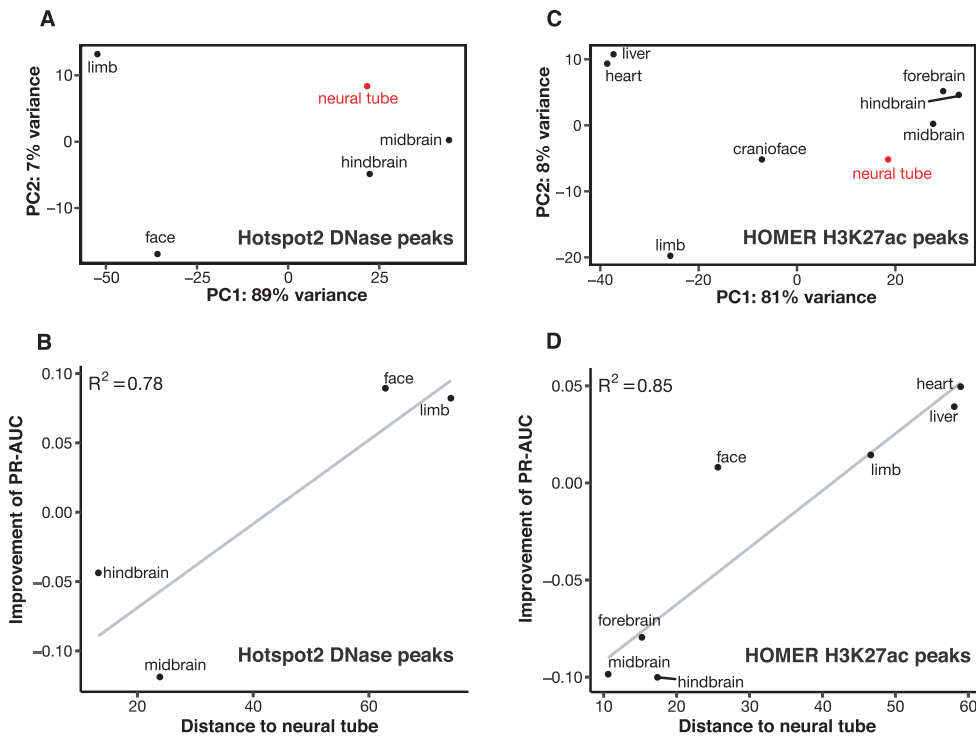 A
PC2: 7% variance
10
0
−10
limb
neural tube
midbrain
hindbrain
face
Hotspot2 DNase peaks
−50
−25
0
25
PC1: 89% variance
C
PC2: 8% variance
10
0
−10
−20
liver
heart
forebrain
hindbrain
midbrain
cranioface
neural tube
limb
HOMER H3K27ac peaks
−40
−20
0
20
PC1: 81% variance
B
Improvement of PR-AUC
0.10
0.05
0.00
−0.05
−0.10
R² = 0.78
face
limb
hindbrain
midbrain
Hotspot2 DNase peaks
20
40
60
Distance to neural tube
D
Improvement of PR-AUC
0.05
0.00
−0.05
−0.10
R² = 0.85
heart
liver
face
limb
forebrain
midbrain
hindbrain
HOMER H3K27ac peaks
10
20
30
40
50
60
Distance to neural tube